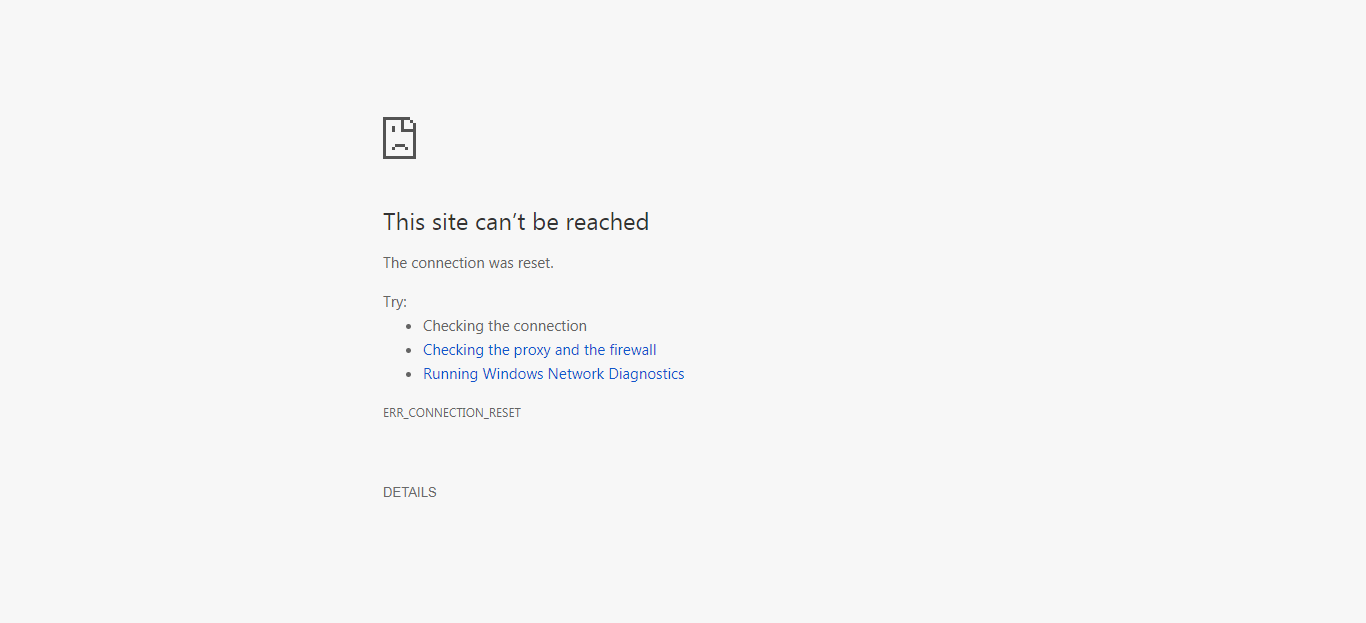 This site can’t be reached
The connection was reset.
Try:
• Checking the connection
• Checking the proxy and the firewall
• Running Windows Network Diagnostics
ERR_CONNECTION_RESET
DETAILS